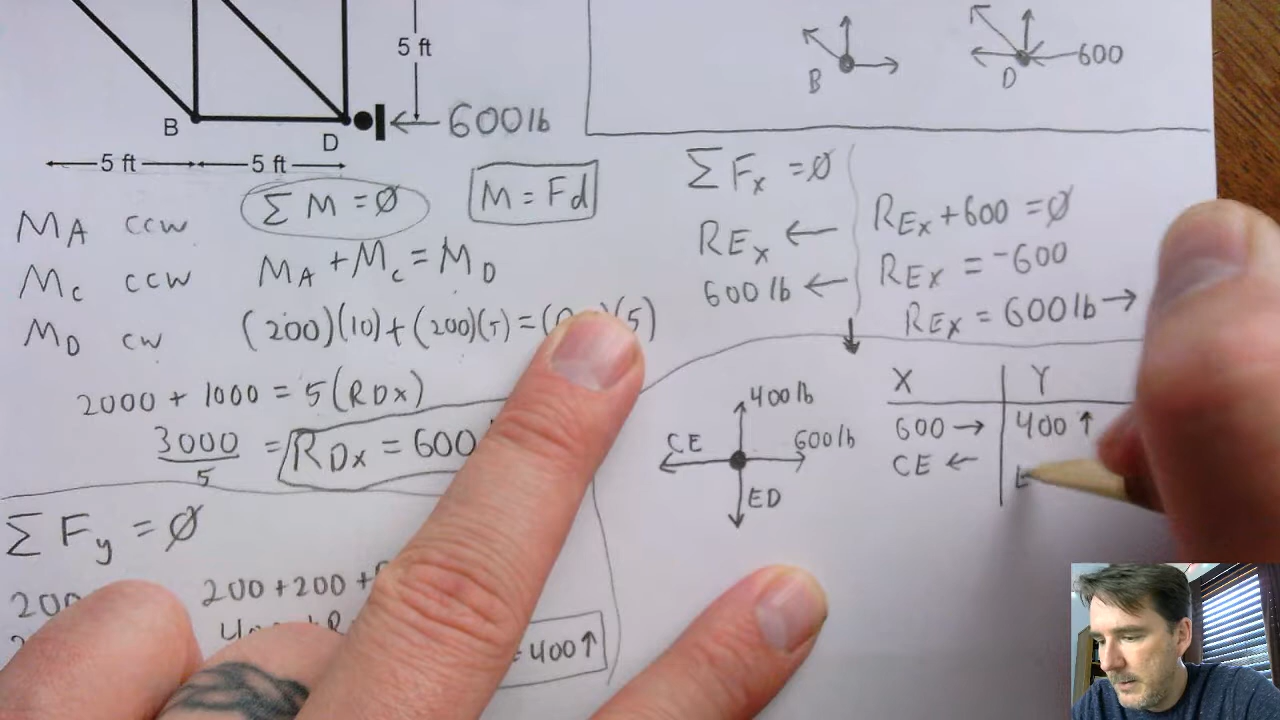 5 ft
B
D
600lb
5 ft
5 ft
B
D
600
MA ccw
ΣM=∅
M = Fd
Mc ccw
MA + Mc = MD
MD cw
(200)(10)+(200)(5)=( )(5)
2000 + 1000 = 5(RDx)
3000
5
= RDx = 600
ΣFy = ∅
200+200+
= 400↑
ΣFx = ∅
REx ←
600 lb ←
REx + 600 = ∅
REx = -600
REx = 600 lb →
400 lb
CE
600 lb
ED
X Y
600 → 400 ↑
CE ←